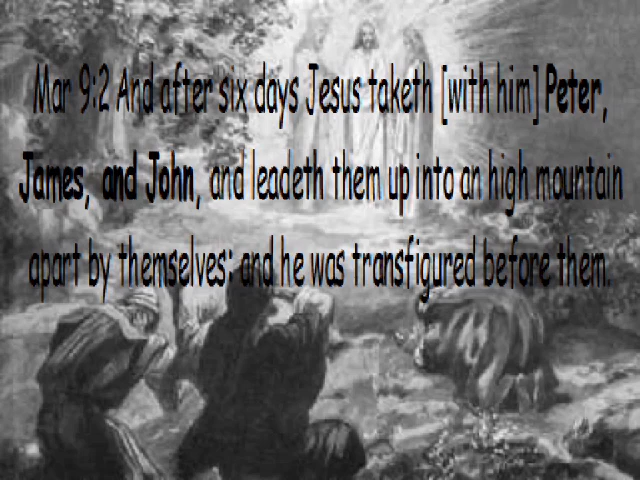 Mar 9:2 And after six days Jesus taketh [with him] Peter,
James, and John, and leadeth them up into an high mountain
apart by themselves: and he was transfigured before them.